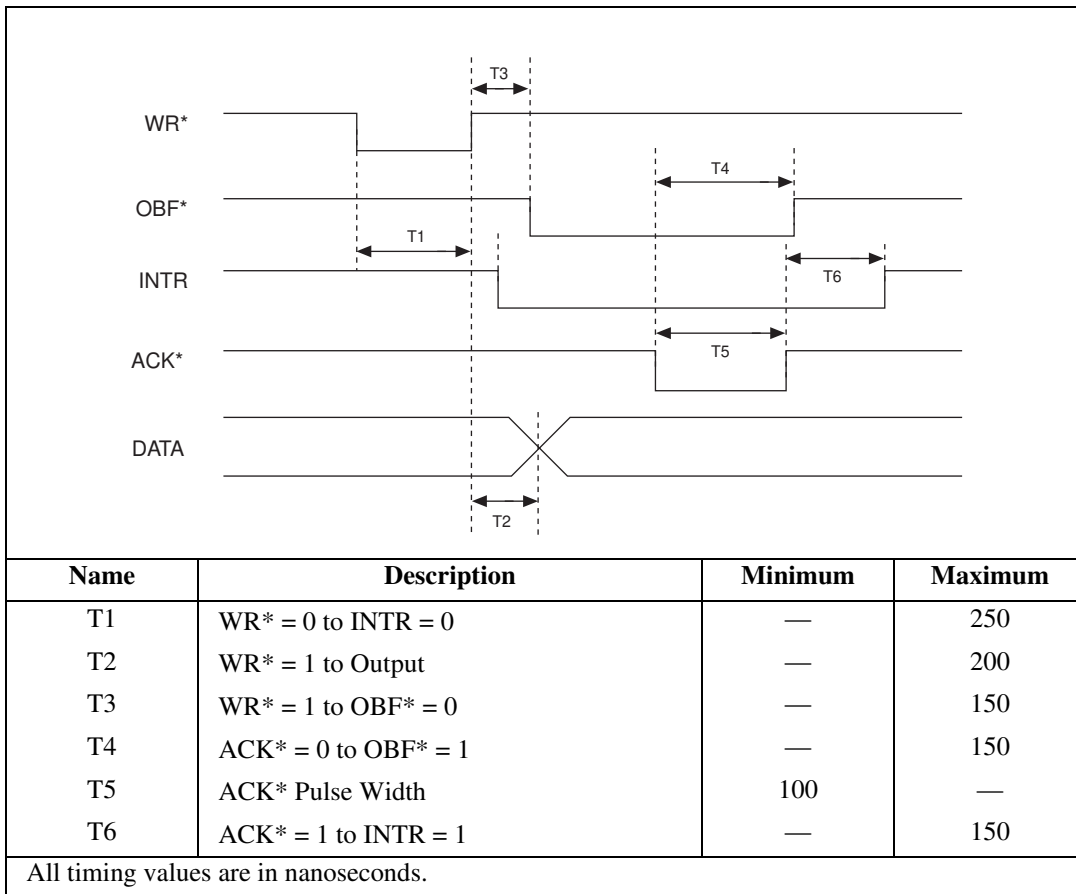 T3
WR*
T4
OBF*
T1
INTR
T6
T5
ACK*
DATA
T2
Name Description Minimum Maximum
T1 WR* = 0 to INTR = 0 — 250
T2 WR* = 1 to Output — 200
T3 WR* = 1 to OBF* = 0 — 150
T4 ACK* = 0 to OBF* = 1 — 150
T5 ACK* Pulse Width 100 —
T6 ACK* = 1 to INTR = 1 — 150
All timing values are in nanoseconds.